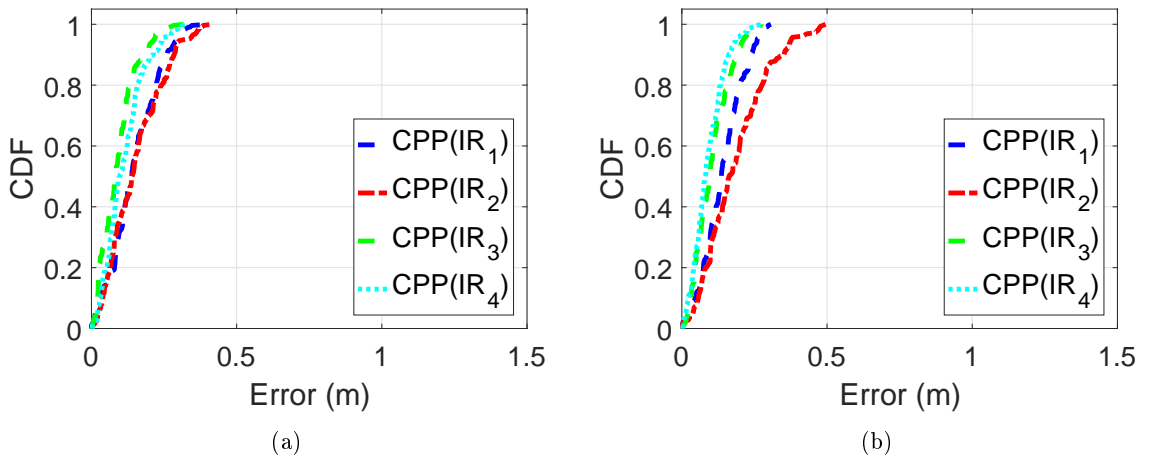 1
0.8
0.6
0.4
0.2
0
CDF
0 0.5 1 1.5
Error (m)
CPP(IR₁)
CPP(IR₂)
CPP(IR₃)
CPP(IR₄)
(a)
1
0.8
0.6
0.4
0.2
0
CDF
0 0.5 1 1.5
Error (m)
CPP(IR₁)
CPP(IR₂)
CPP(IR₃)
CPP(IR₄)
(b)